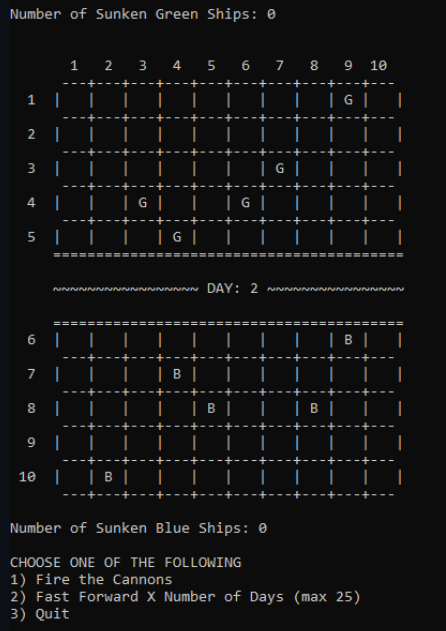 Number of Sunken Green Ships: 0
1 2 3 4 5 6 7 8 9 10
---+---+---+---+---+---+---+---+---+---
1 | | | | | | | | | G | |
---+---+---+---+---+---+---+---+---+---
2 | | | | | | | | | | |
---+---+---+---+---+---+---+---+---+---
3 | | | | | | | G | | | |
---+---+---+---+---+---+---+---+---+---
4 | | | G | | | G | | | | |
---+---+---+---+---+---+---+---+---+---
5 | | | | G | | | | | | |
=========================================
~~~~~~~~~~~~~~~~~ DAY: 2 ~~~~~~~~~~~~~~~~
=========================================
6 | | | | | | | | | B | |
---+---+---+---+---+---+---+---+---+---
7 | | | | B | | | | | | |
---+---+---+---+---+---+---+---+---+---
8 | | | | | B | | | B | | |
---+---+---+---+---+---+---+---+---+---
9 | | | | | | | | | | |
---+---+---+---+---+---+---+---+---+---
10 | | B | | | | | | | | |
---+---+---+---+---+---+---+---+---+---
Number of Sunken Blue Ships: 0
CHOOSE ONE OF THE FOLLOWING
1) Fire the Cannons
2) Fast Forward X Number of Days (max 25)
3) Quit